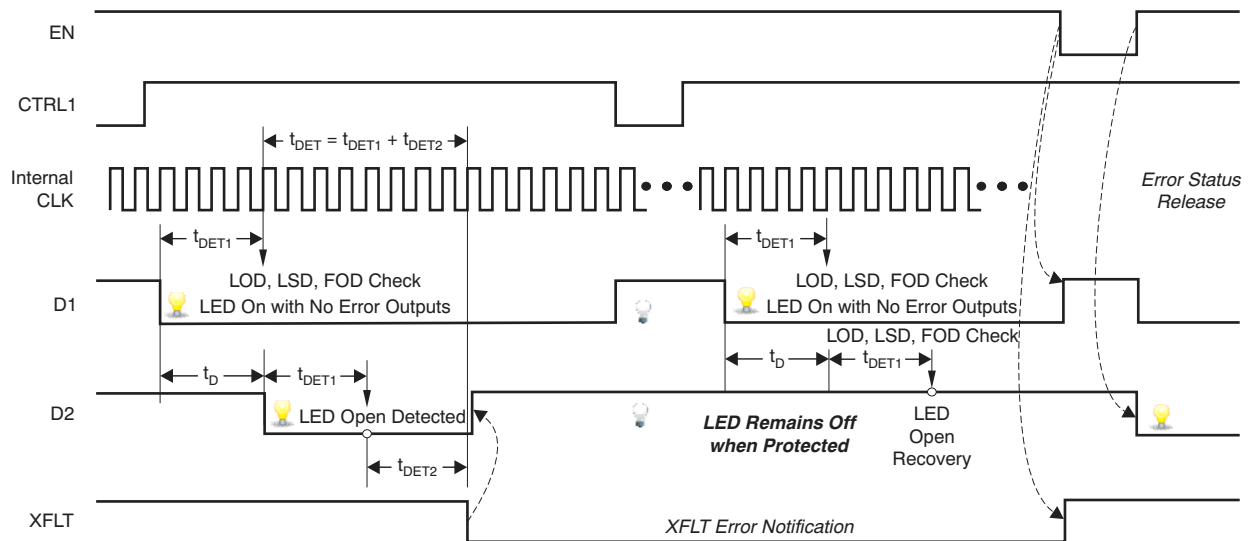 EN
CTRL1
tDET = tDET1 + tDET2
Internal
CLK
Error Status
Release
tDET1
tDET1
LOD, LSD, FOD Check
LOD, LSD, FOD Check
D1
LED On with No Error Outputs
LED On with No Error Outputs
LOD, LSD, FOD Check
tD
tDET1
tD
tDET1
D2
LED Open Detected
LED Remains Off
when Protected
LED
Open
Recovery
tDET2
XFLT
XFLT Error Notification